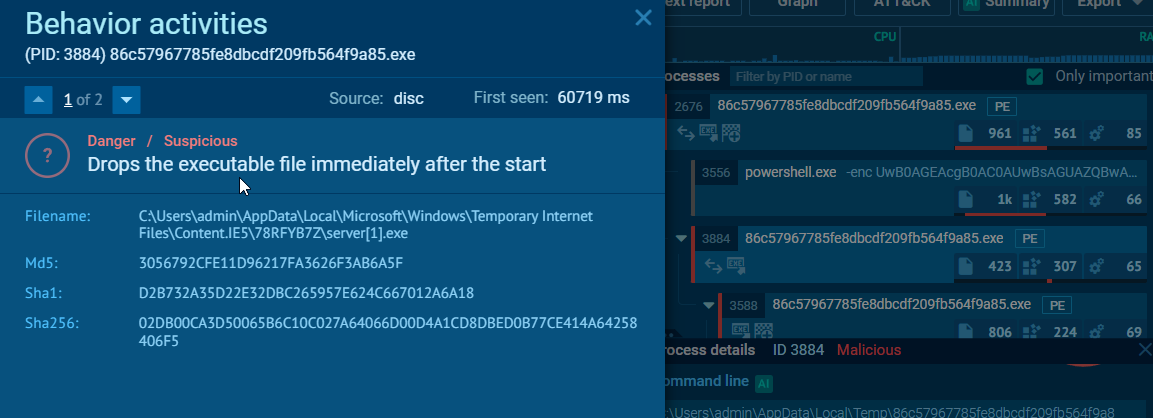 Behavior activities
(PID: 3884) 86c57967785fe8dbcdf209fb564f9a85.exe
1 of 2
Source: disc
First seen: 60719 ms
Danger / Suspicious
?
Drops the executable file immediately after the start
Filename:
C:\Users\admin\AppData\Local\Microsoft\Windows\Temporary Internet
Files\Content.IE5\78RFYB7Z\server[1].exe
Md5:
3056792CFE11D96217FA3626F3AB6A5F
Sha1:
D2B732A35D22E32DBC265957E624C667012A6A18
Sha256:
02DB00CA3D50065B6C10C027A64066D00D4A1CD8DBED0B77CE414A64258
406F5
ext report
Graph
ATT&CK
AI Summary
Export
CPU
RA
rocesses
Filter by PID or name
Only important
2676 86c57967785fe8dbcdf209fb564f9a85.exe PE
EXE
961 561 85
3556 powershell.exe -enc UwB0AGEAcgB0AC0AUwBsAGUAZQBwA...
1k 582 66
3884 86c57967785fe8dbcdf209fb564f9a85.exe PE
EXE
423 307 65
3588 86c57967785fe8dbcdf209fb564f9a85.exe PE
EXE
806 224 69
rocess details ID 3884 Malicious
ommand line AI
:\Users\admin\AppData\Local\Temp\86c57967785fe8dbcdf209fb564f9a8